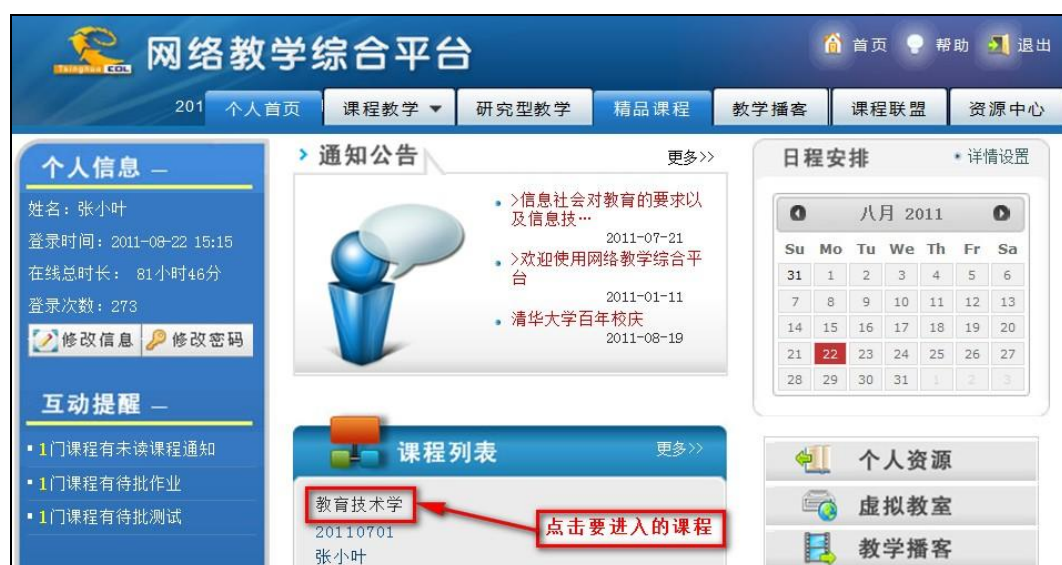 Tsinghua EOL
网络教学综合平台
首页 帮助 退出
201
个人首页 课程教学 ▼ 研究型教学 精品课程 教学播客 课程联盟 资源中心
个人信息
姓名：张小叶
登录时间：2011-08-22 15:15
在线总时长： 81小时46分
登录次数：273
修改信息 修改密码
互动提醒
1门课程有未读课程通知
1门课程有待批作业
1门课程有待批测试
通知公告 更多>>
>信息社会对教育的要求以
及信息技…
2011-07-21
>欢迎使用网络教学综合平
台
2011-01-11
清华大学百年校庆
2011-08-19
课程列表 更多>>
教育技术学
点击要进入的课程
20110701
张小叶
日程安排 详情设置
八月 2011
Su Mo Tu We Th Fr Sa
31 1 2 3 4 5 6
7 8 9 10 11 12 13
14 15 16 17 18 19 20
21 22 23 24 25 26 27
28 29 30 31 1 2 3
个人资源
虚拟教室
教学播客